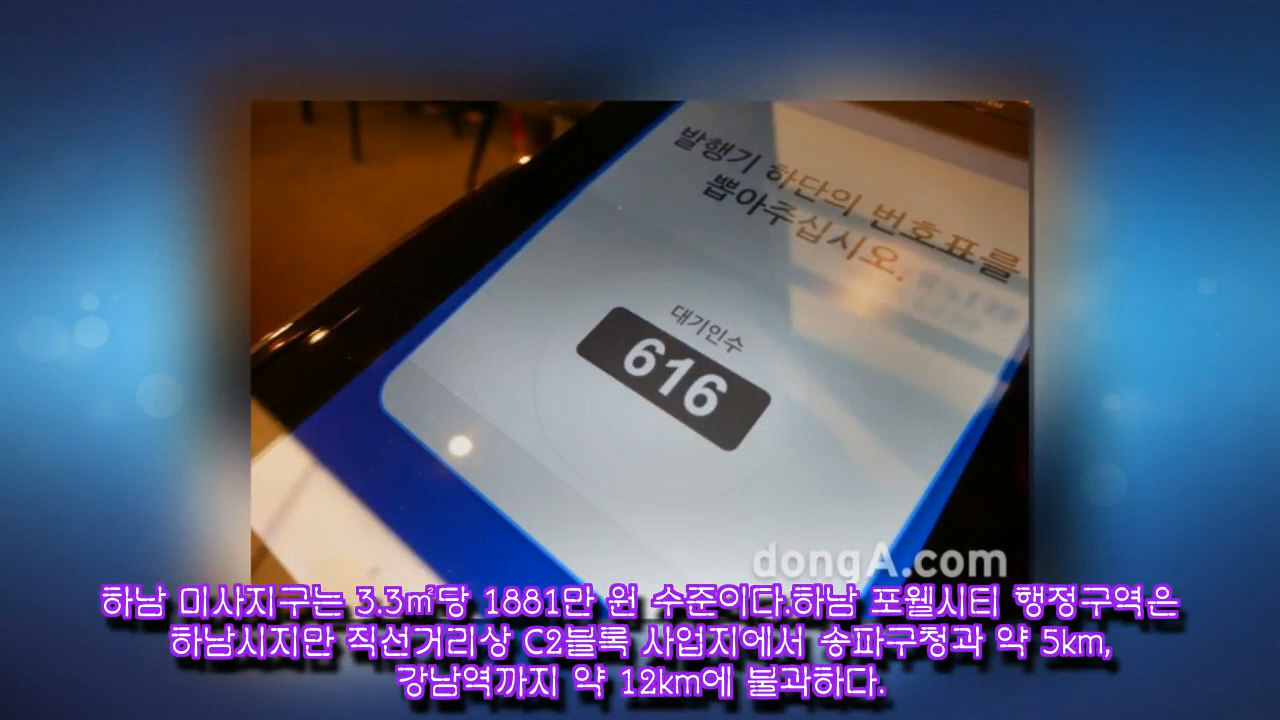 발행기 하단의 번호표를
뽑아주십시오.
대기인수
616
dongA.com
하남 미사지구는 3.3㎡당 1881만 원 수준이다.하남 포웰시티 행정구역은
하남시지만 직선거리상 C2블록 사업지에서 송파구청과 약 5km,
강남역까지 약 12km에 불과하다.